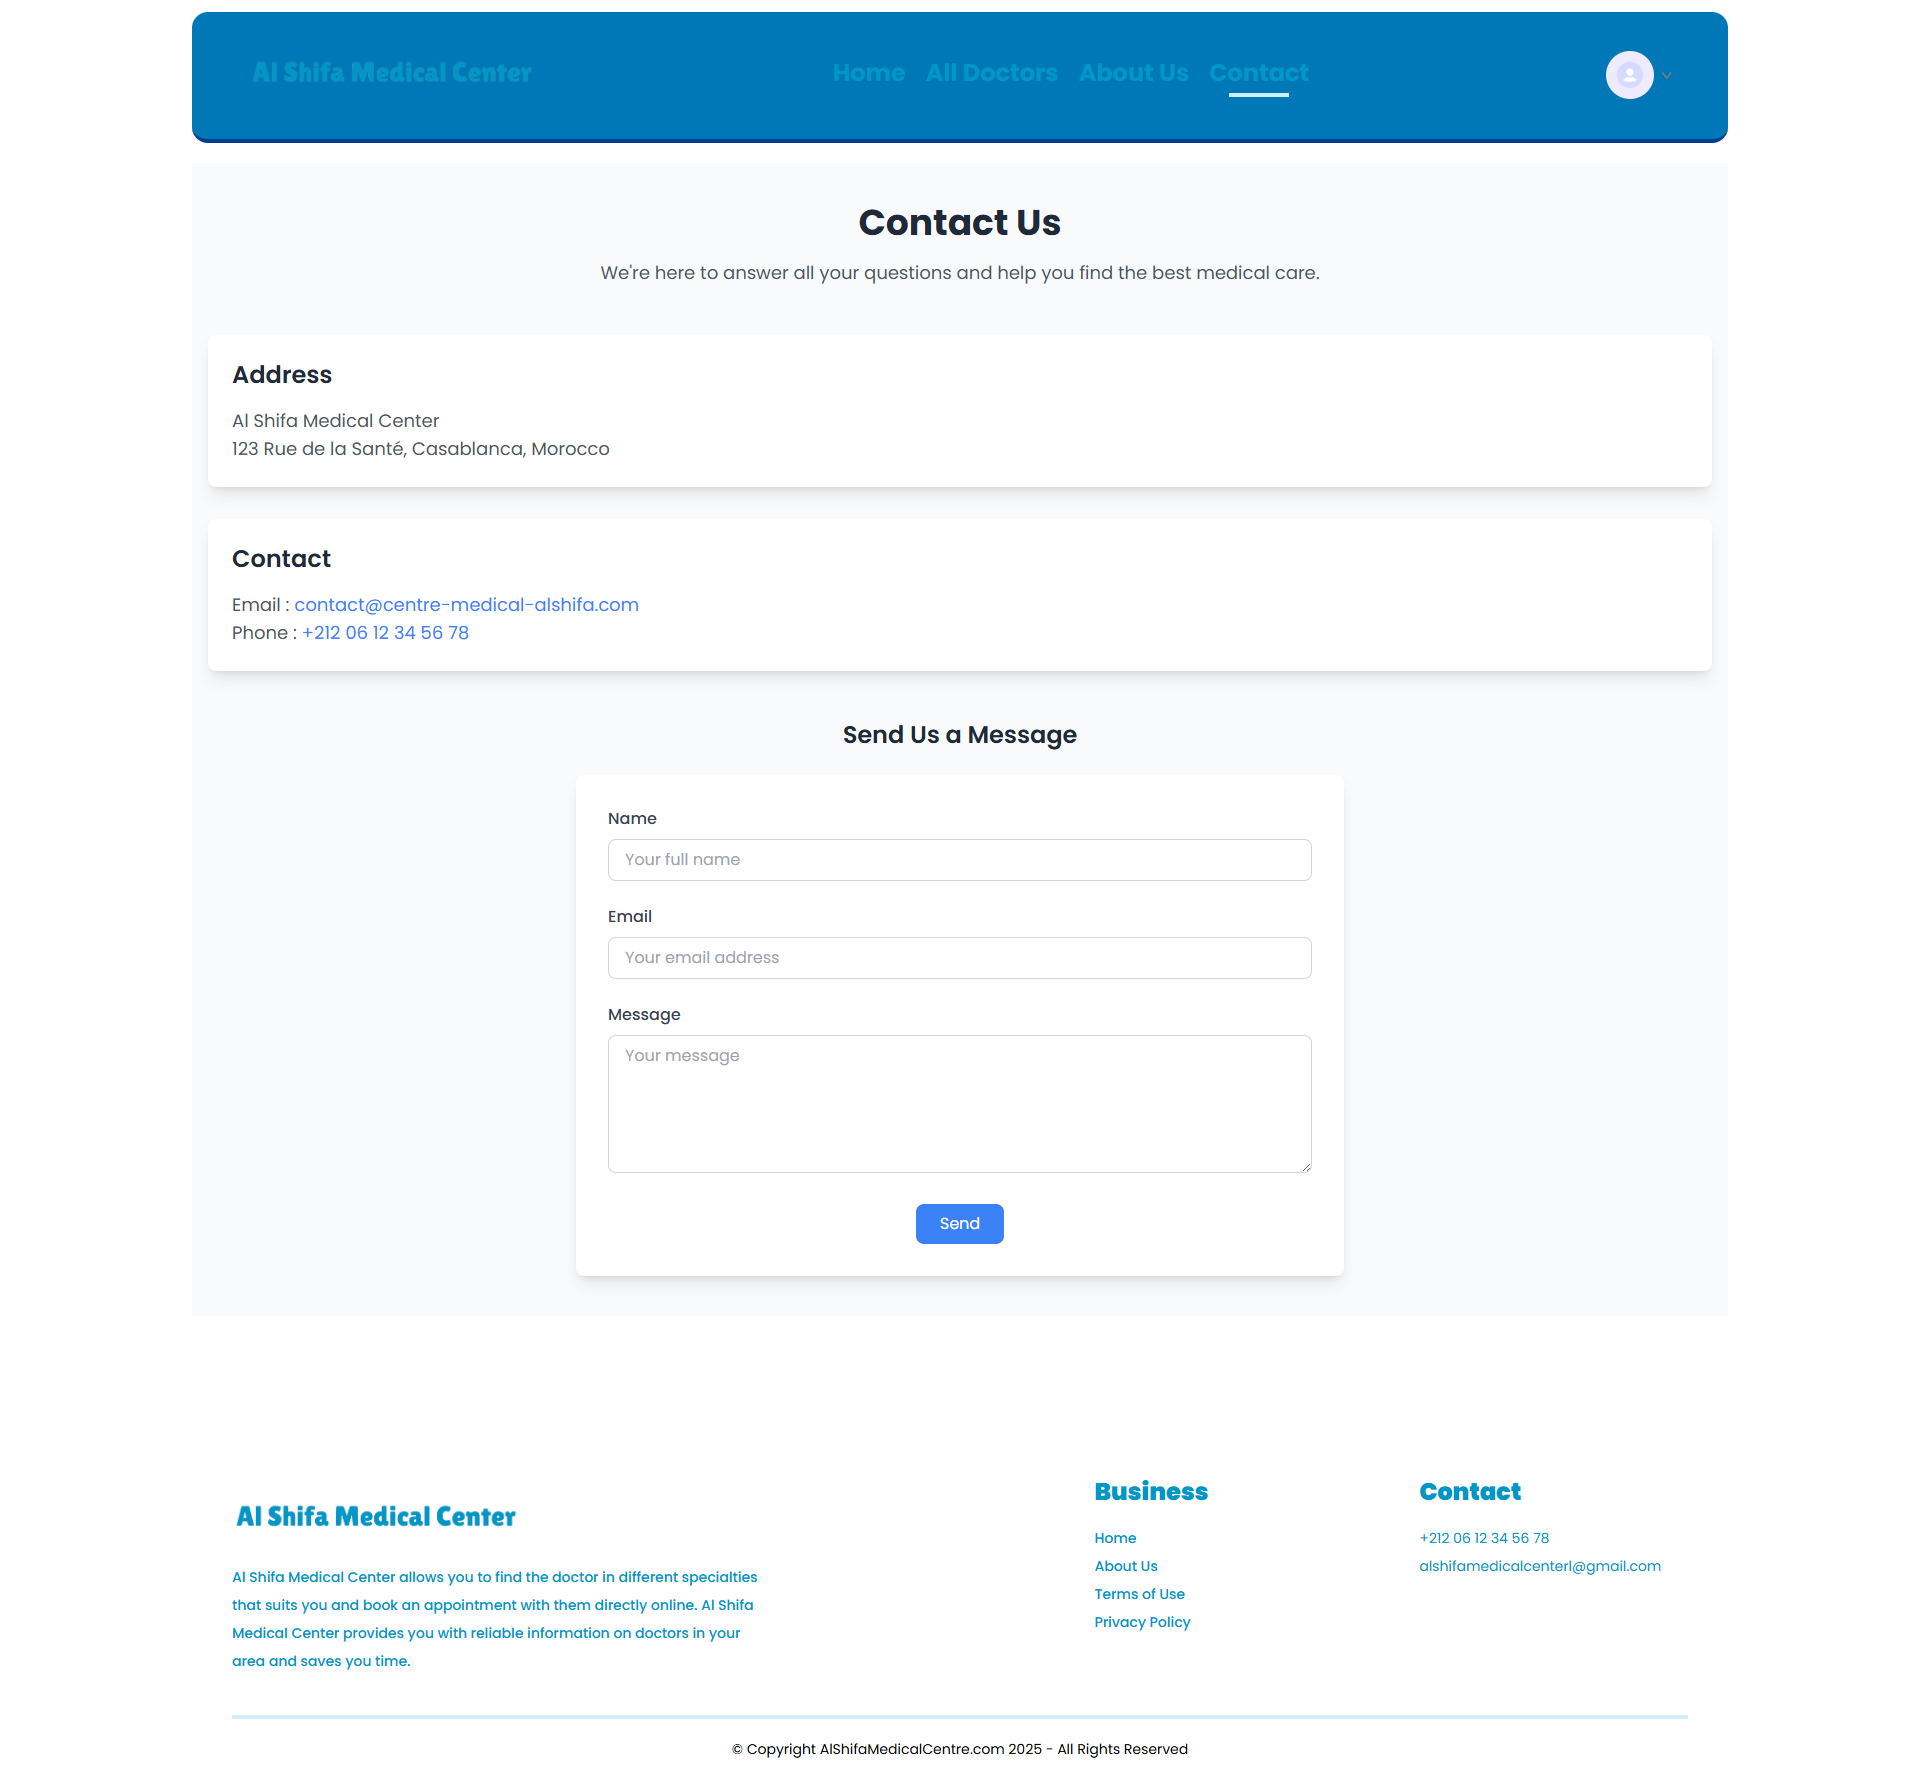 Al Shifa Medical Center
Home All Doctors About Us Contact
Contact Us
We're here to answer all your questions and help you find the best medical care.
Address
Al Shifa Medical Center
123 Rue de la Santé, Casablanca, Morocco
Contact
Email : contact@centre-medical-alshifa.com
Phone : +212 06 12 34 56 78
Send Us a Message
Name
Your full name
Email
Your email address
Message
Your message
Send
Al Shifa Medical Center
Al Shifa Medical Center allows you to find the doctor in different specialties
that suits you and book an appointment with them directly online. Al Shifa
Medical Center provides you with reliable information on doctors in your
area and saves you time.
Business
Home
About Us
Terms of Use
Privacy Policy
Contact
+212 06 12 34 56 78
alshifamedicalcenterl@gmail.com
© Copyright AlShifaMedicalCentre.com 2025 - All Rights Reserved